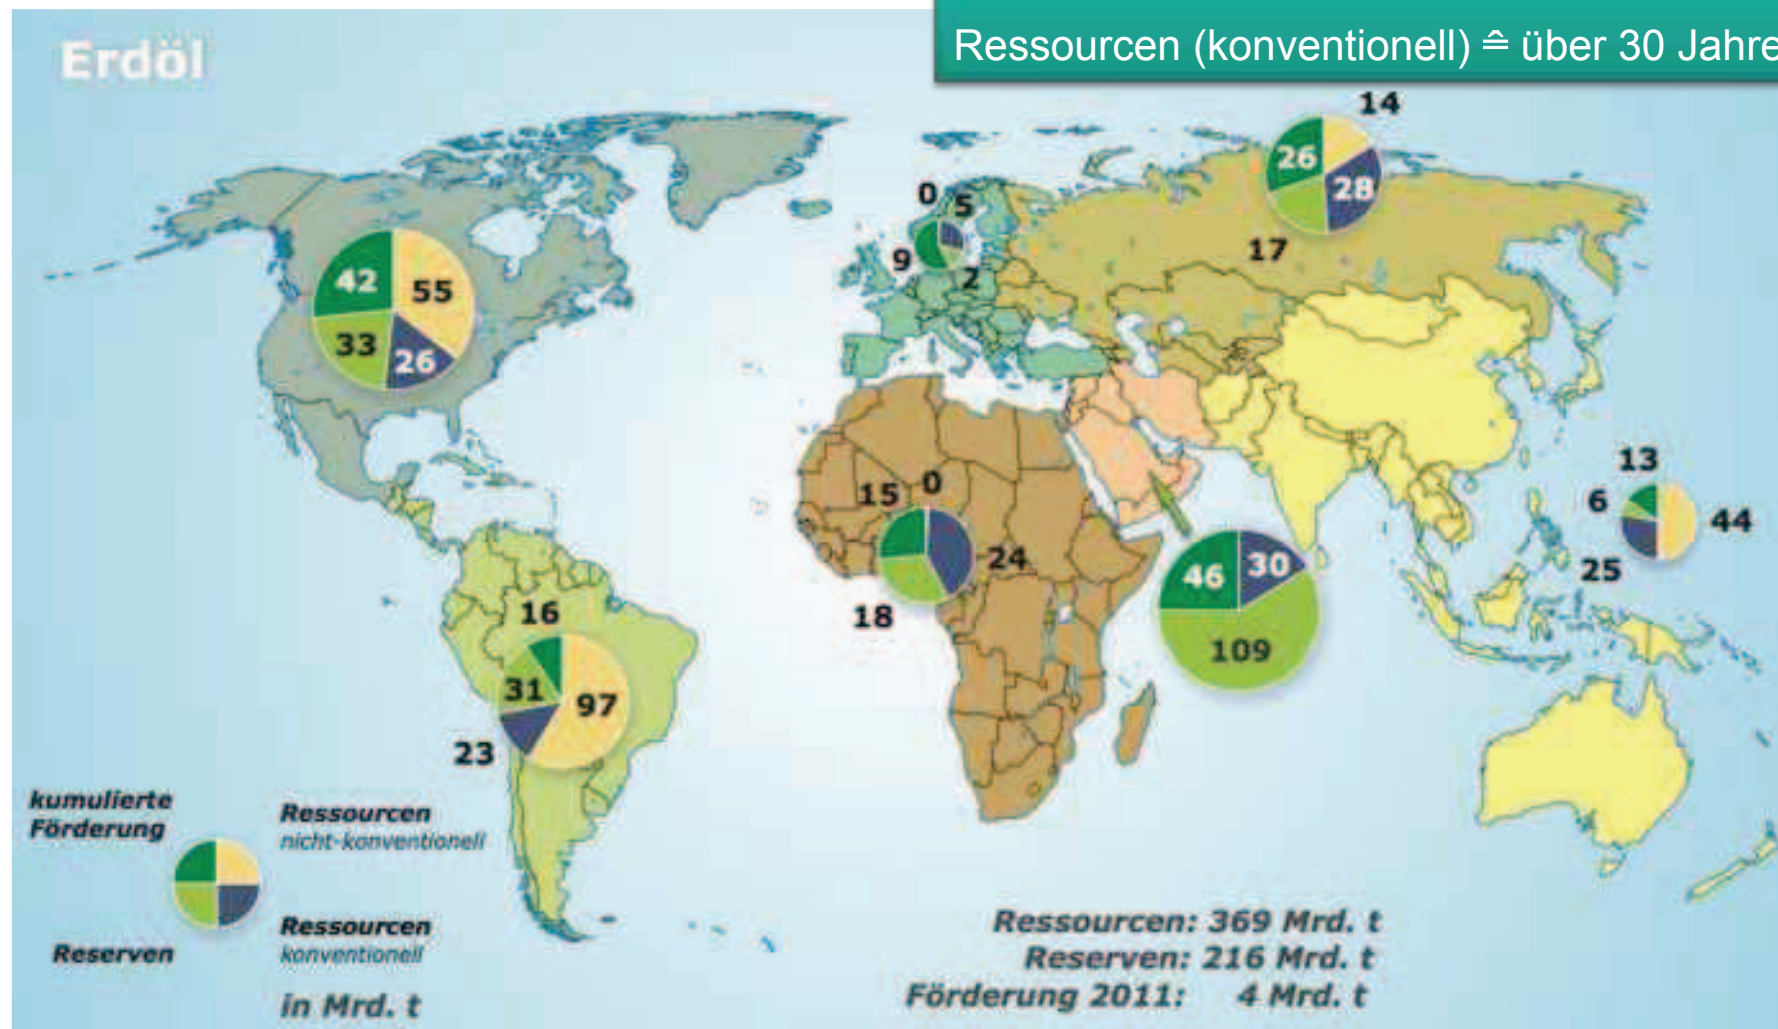 Ressourcen (konventionell) ≙ über 30 Jahre
Erdöl
14
26
28
17
0
5
9
2
42
55
33
26
13
6
44
25
15
0
24
18
46
30
109
16
31
97
23
kumulierte
Förderung
Ressourcen
nicht-konventionell
Reserven
Ressourcen
konventionell
in Mrd. t
Ressourcen: 369 Mrd. t
Reserven: 216 Mrd. t
Förderung 2011: 4 Mrd. t